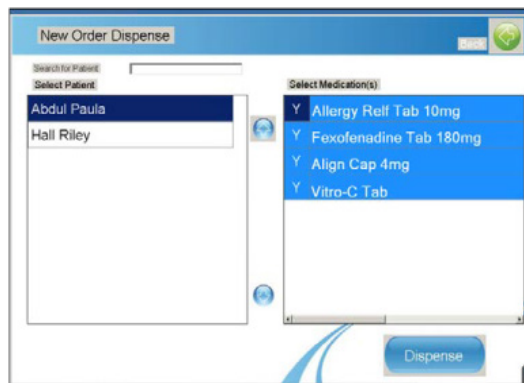 New Order Dispense
Back
Search for Patient
Select Patient
Select Medication(s)
Abdul Paula
Hall Riley
Y Allergy Relf Tab 10mg
Y Fexofenadine Tab 180mg
Y Align Cap 4mg
Y Vitro-C Tab
Dispense